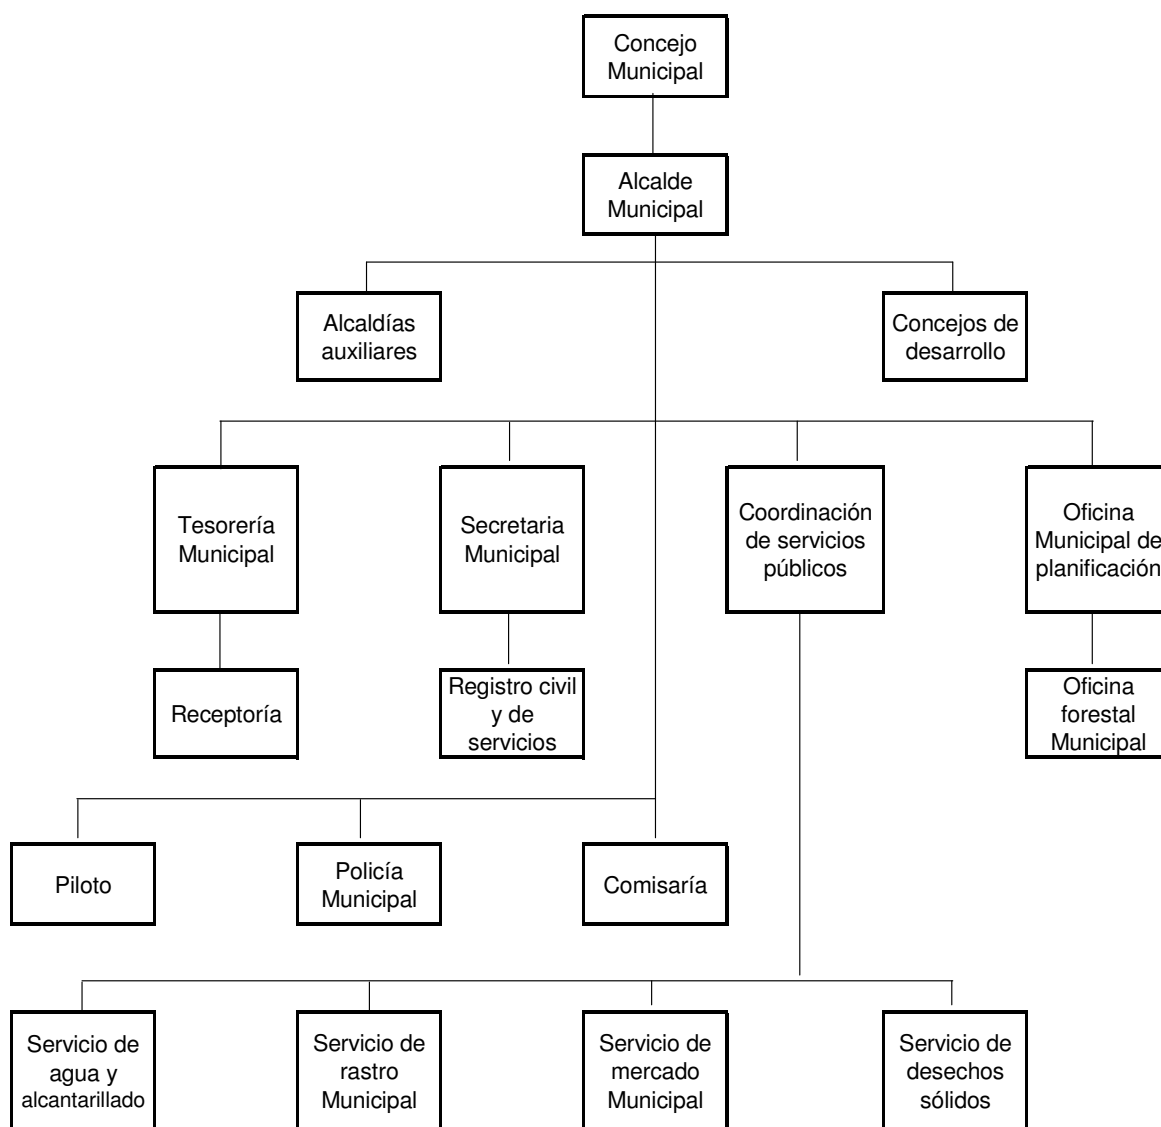 Concejo
Municipal
Alcalde
Municipal
Alcaldías
auxiliares
Concejos de
desarrollo
Tesorería
Municipal
Secretaria
Municipal
Coordinación
de servicios
públicos
Oficina
Municipal de
planificación
Receptoría
Registro civil
y de
servicios
Oficina
forestal
Municipal
Piloto
Policía
Municipal
Comisaría
Servicio de
agua y
alcantarillado
Servicio de
rastro
Municipal
Servicio de
mercado
Municipal
Servicio de
desechos
sólidos